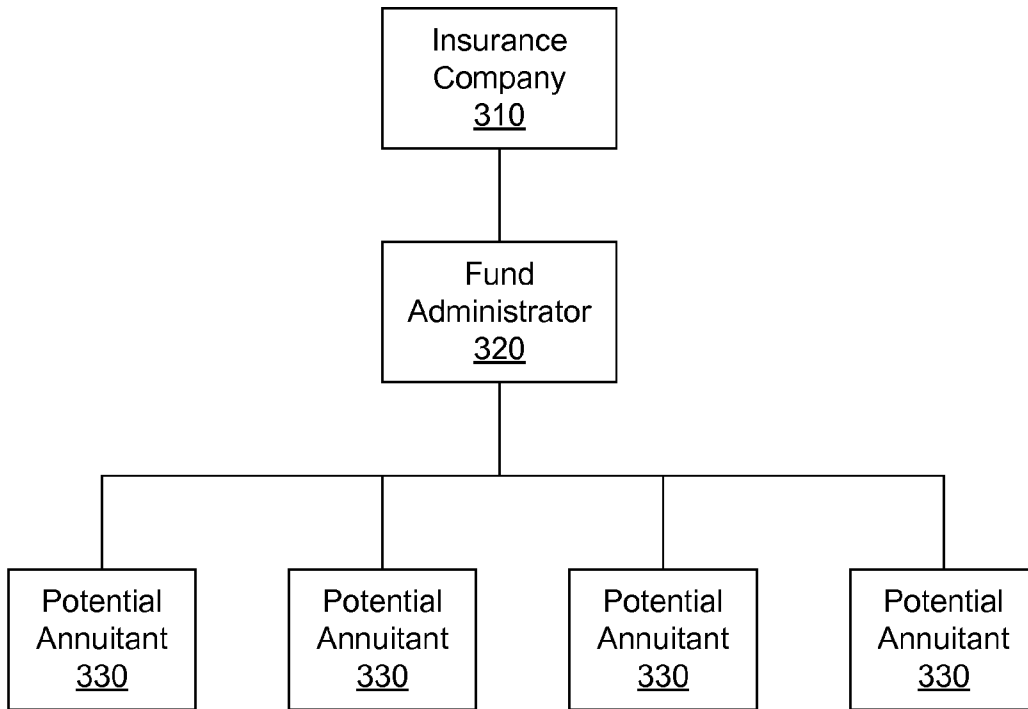 Insurance
Company
310
Fund
Administrator
320
Potential
Annuitant
330
Potential
Annuitant
330
Potential
Annuitant
330
Potential
Annuitant
330